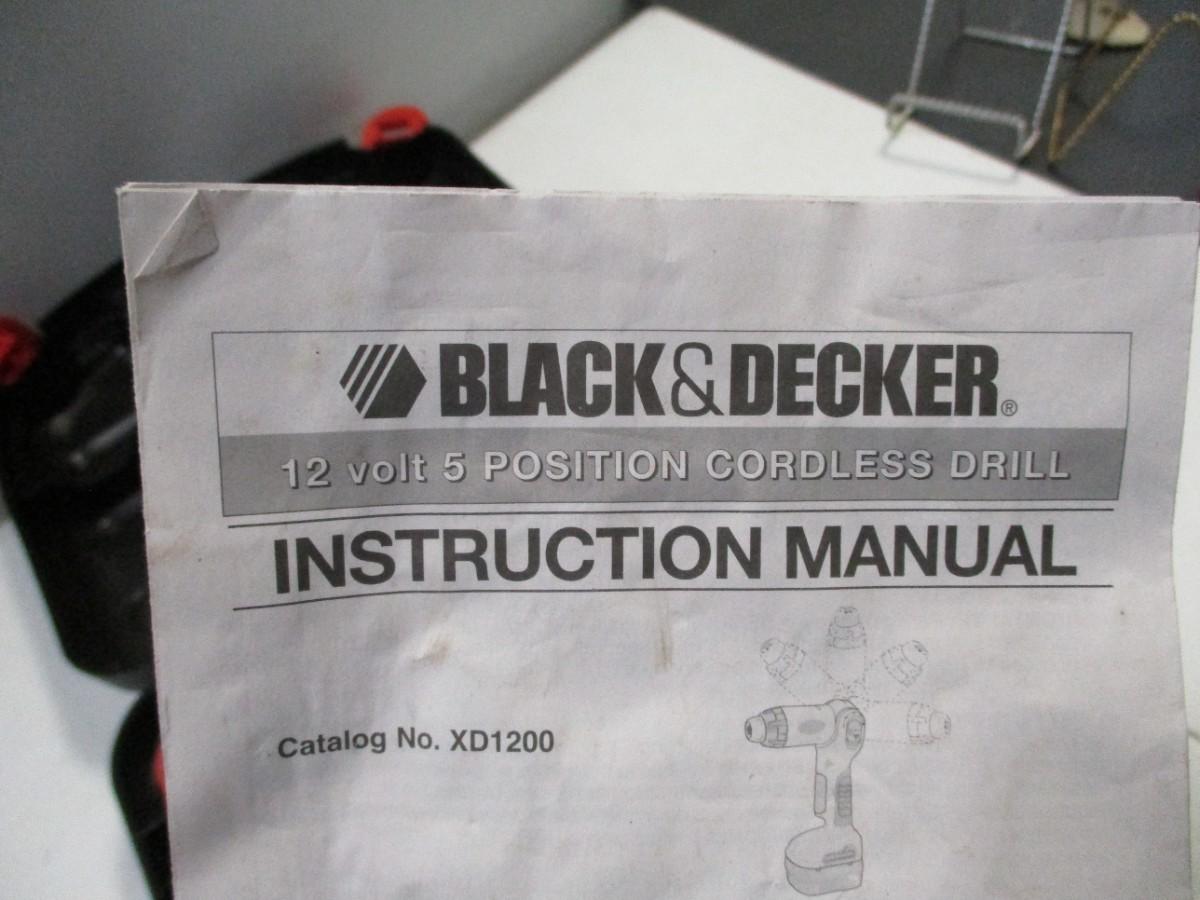 BLACK&DECKER®
12 volt 5 POSITION CORDLESS DRILL
INSTRUCTION MANUAL
Catalog No. XD1200